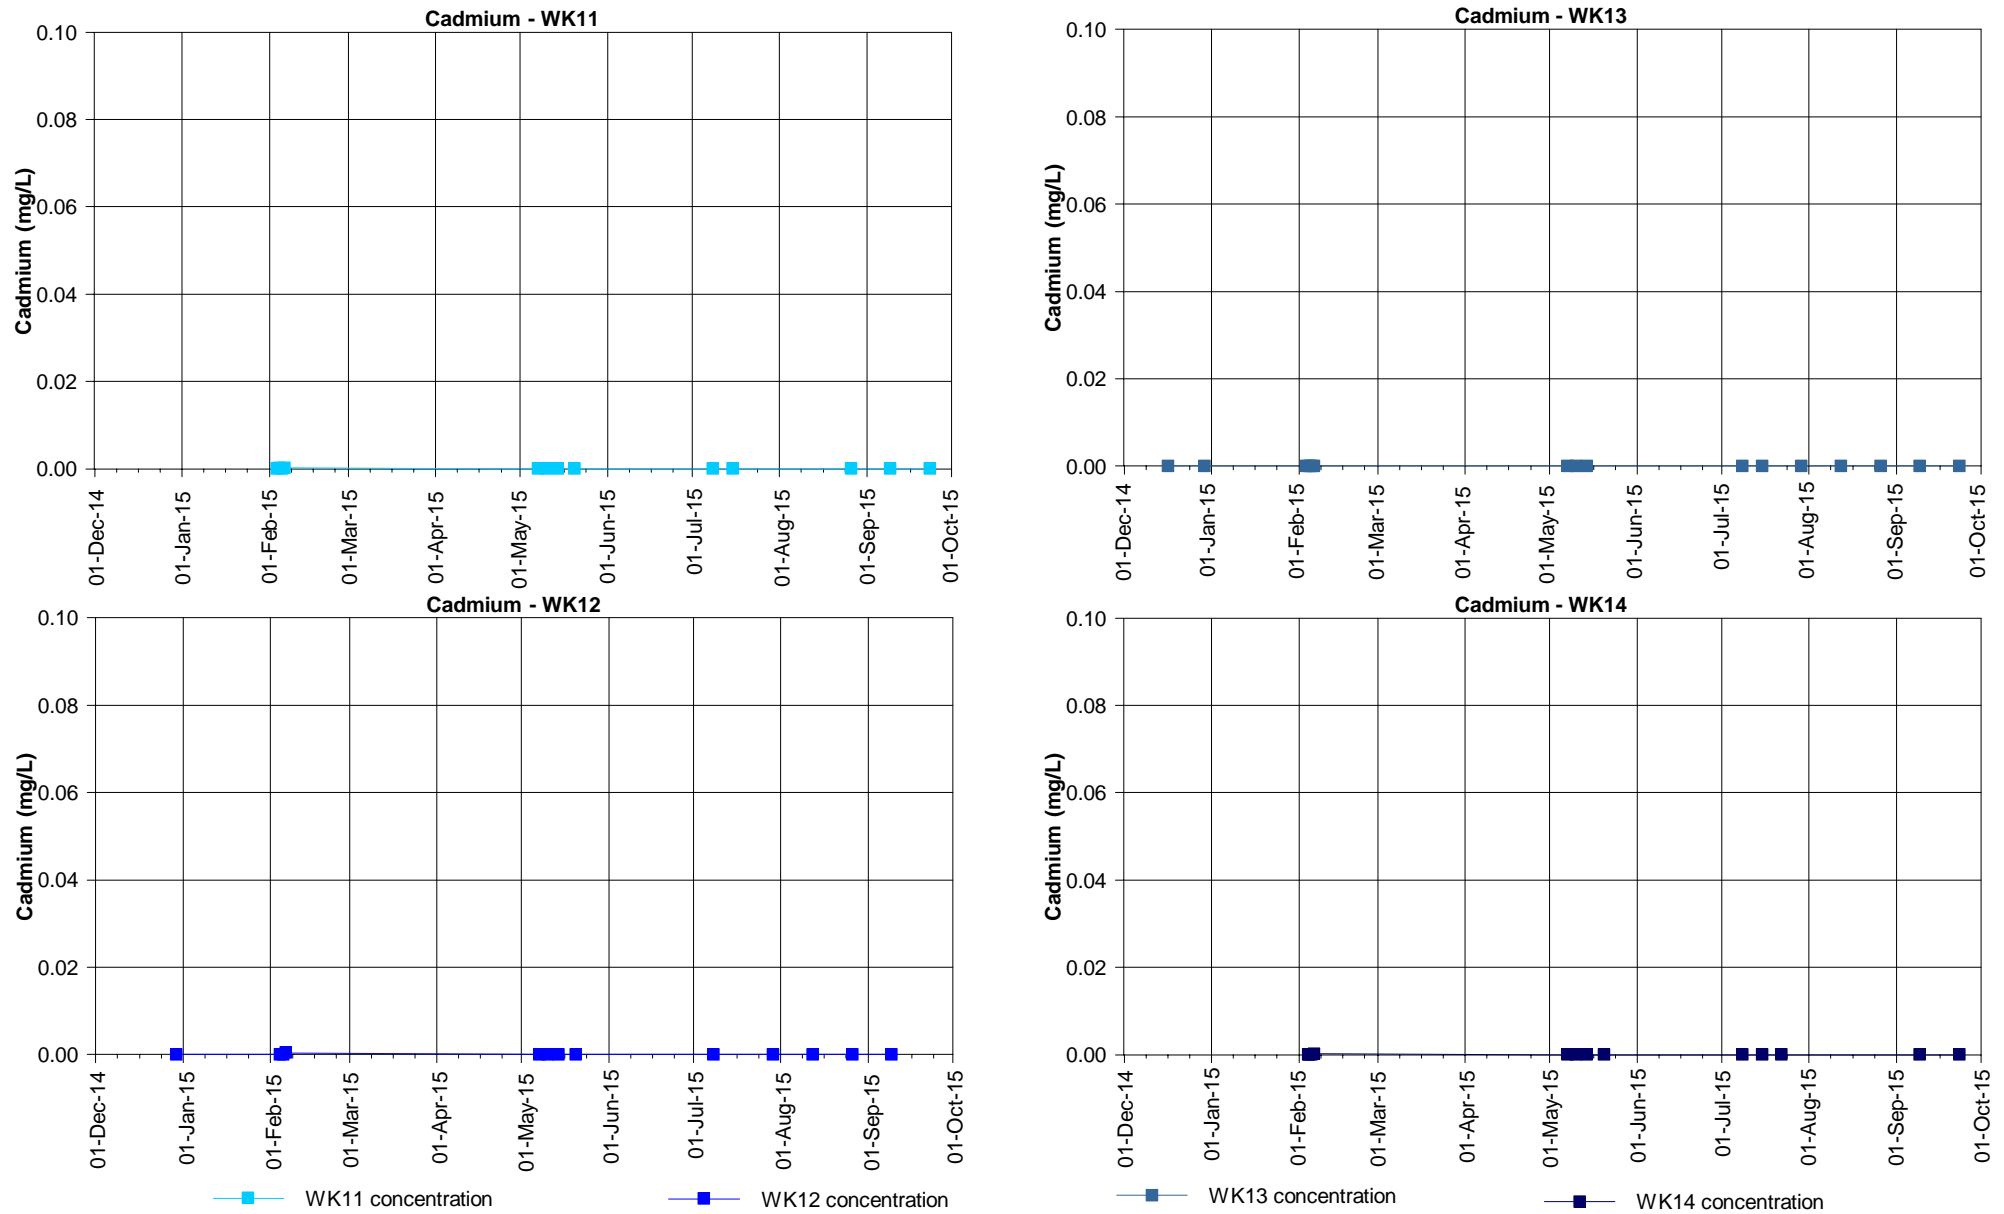 Cadmium - WK11
0.10
0.08
0.06
0.04
0.02
0.00
Cadmium (mg/L)
01-Dec-14
01-Jan-15
01-Feb-15
01-Mar-15
01-Apr-15
01-May-15
01-Jun-15
01-Jul-15
01-Aug-15
01-Sep-15
01-Oct-15
Cadmium - WK13
0.10
0.08
0.06
0.04
0.02
0.00
Cadmium (mg/L)
01-Dec-14
01-Jan-15
01-Feb-15
01-Mar-15
01-Apr-15
01-May-15
01-Jun-15
01-Jul-15
01-Aug-15
01-Sep-15
01-Oct-15
Cadmium - WK12
0.10
0.08
0.06
0.04
0.02
0.00
Cadmium (mg/L)
01-Dec-14
01-Jan-15
01-Feb-15
01-Mar-15
01-Apr-15
01-May-15
01-Jun-15
01-Jul-15
01-Aug-15
01-Sep-15
01-Oct-15
Cadmium - WK14
0.10
0.08
0.06
0.04
0.02
0.00
Cadmium (mg/L)
01-Dec-14
01-Jan-15
01-Feb-15
01-Mar-15
01-Apr-15
01-May-15
01-Jun-15
01-Jul-15
01-Aug-15
01-Sep-15
01-Oct-15
WK11 concentration
WK12 concentration
WK13 concentration
WK14 concentration